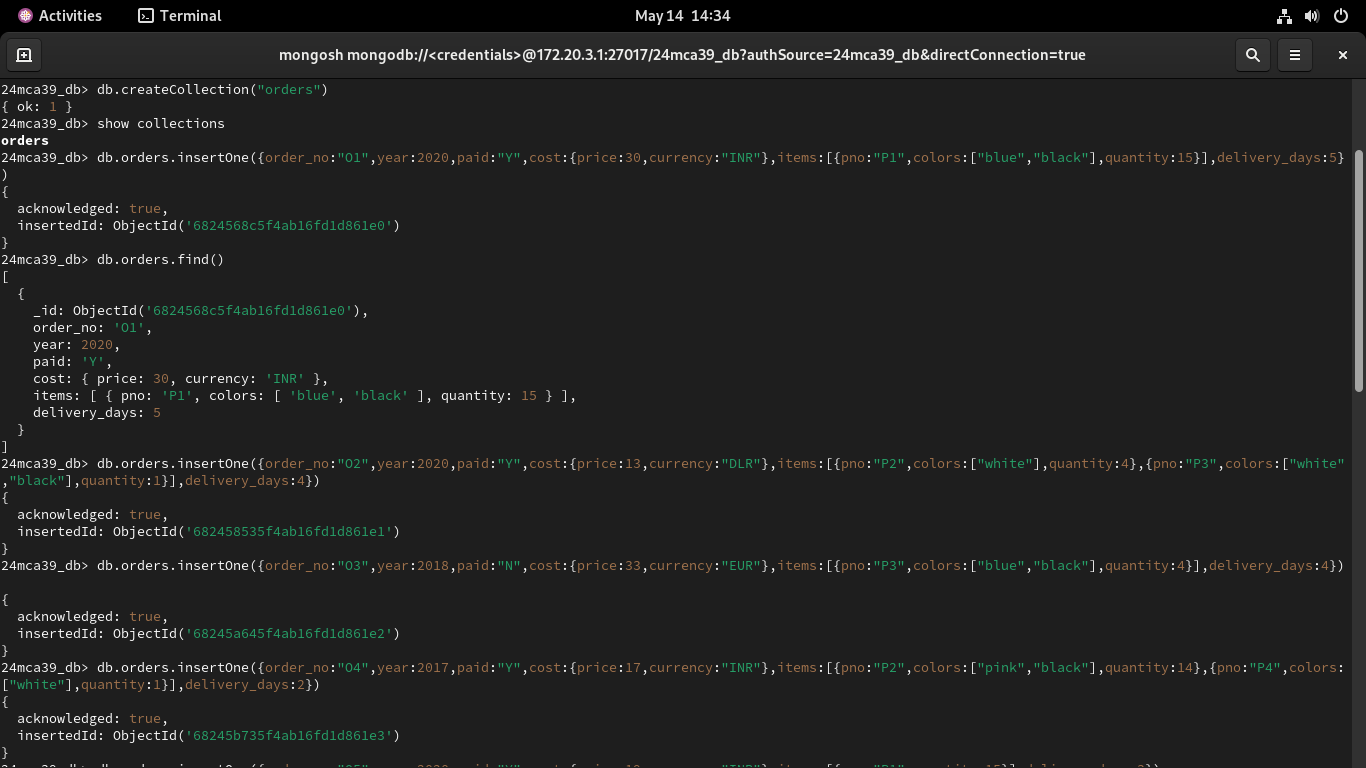 Activities Terminal May 14 14:34
mongosh mongodb://<credentials>@172.20.3.1:27017/24mca39_db?authSource=24mca39_db&directConnection=true
24mca39_db> db.createCollection("orders")
{ ok: 1 }
24mca39_db> show collections
orders
24mca39_db> db.orders.insertOne({order_no:"O1",year:2020,paid:"Y",cost:{price:30,currency:"INR"},items:[{pno:"P1",colors:["blue","black"],quantity:15}],delivery_days:5}
)
{
  acknowledged: true,
  insertedId: ObjectId('6824568c5f4ab16fd1d861e0')
}
24mca39_db> db.orders.find()
[
  {
    _id: ObjectId('6824568c5f4ab16fd1d861e0'),
    order_no: 'O1',
    year: 2020,
    paid: 'Y',
    cost: { price: 30, currency: 'INR' },
    items: [ { pno: 'P1', colors: [ 'blue', 'black' ], quantity: 15 } ],
    delivery_days: 5
  }
]
24mca39_db> db.orders.insertOne({order_no:"O2",year:2020,paid:"Y",cost:{price:13,currency:"DLR"},items:[{pno:"P2",colors:["white"],quantity:4},{pno:"P3",colors:["white"
,"black"],quantity:1}],delivery_days:4})
{
  acknowledged: true,
  insertedId: ObjectId('682458535f4ab16fd1d861e1')
}
24mca39_db> db.orders.insertOne({order_no:"O3",year:2018,paid:"N",cost:{price:33,currency:"EUR"},items:[{pno:"P3",colors:["blue","black"],quantity:4}],delivery_days:4})
{
  acknowledged: true,
  insertedId: ObjectId('68245a645f4ab16fd1d861e2')
}
24mca39_db> db.orders.insertOne({order_no:"O4",year:2017,paid:"Y",cost:{price:17,currency:"INR"},items:[{pno:"P2",colors:["pink","black"],quantity:14},{pno:"P4",colors:
["white"],quantity:1}],delivery_days:2})
{
  acknowledged: true,
  insertedId: ObjectId('68245b735f4ab16fd1d861e3')
}